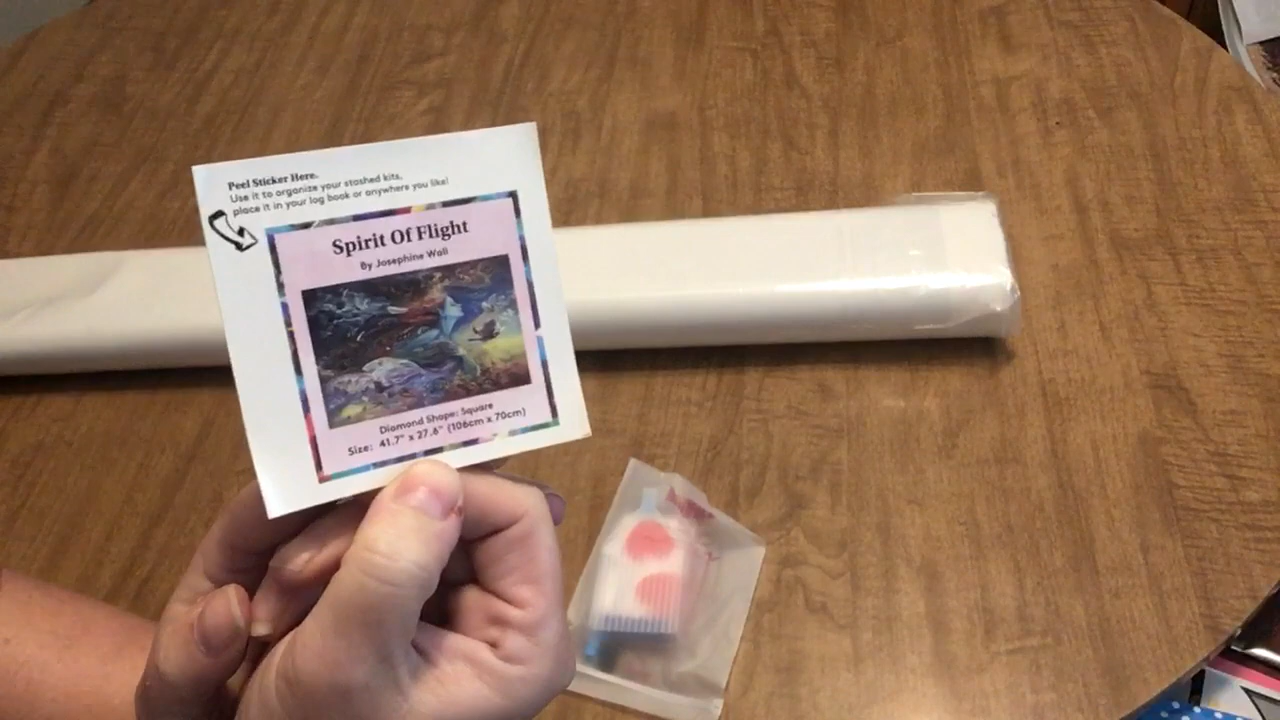 Peel Sticker Here.
Use it to organize your stashed kits,
place it in your log book or anywhere you like!
Spirit Of Flight
By Josephine Wall
Diamond Shape: Square
Size: 41.7" x 27.6" (106cm x 70cm)